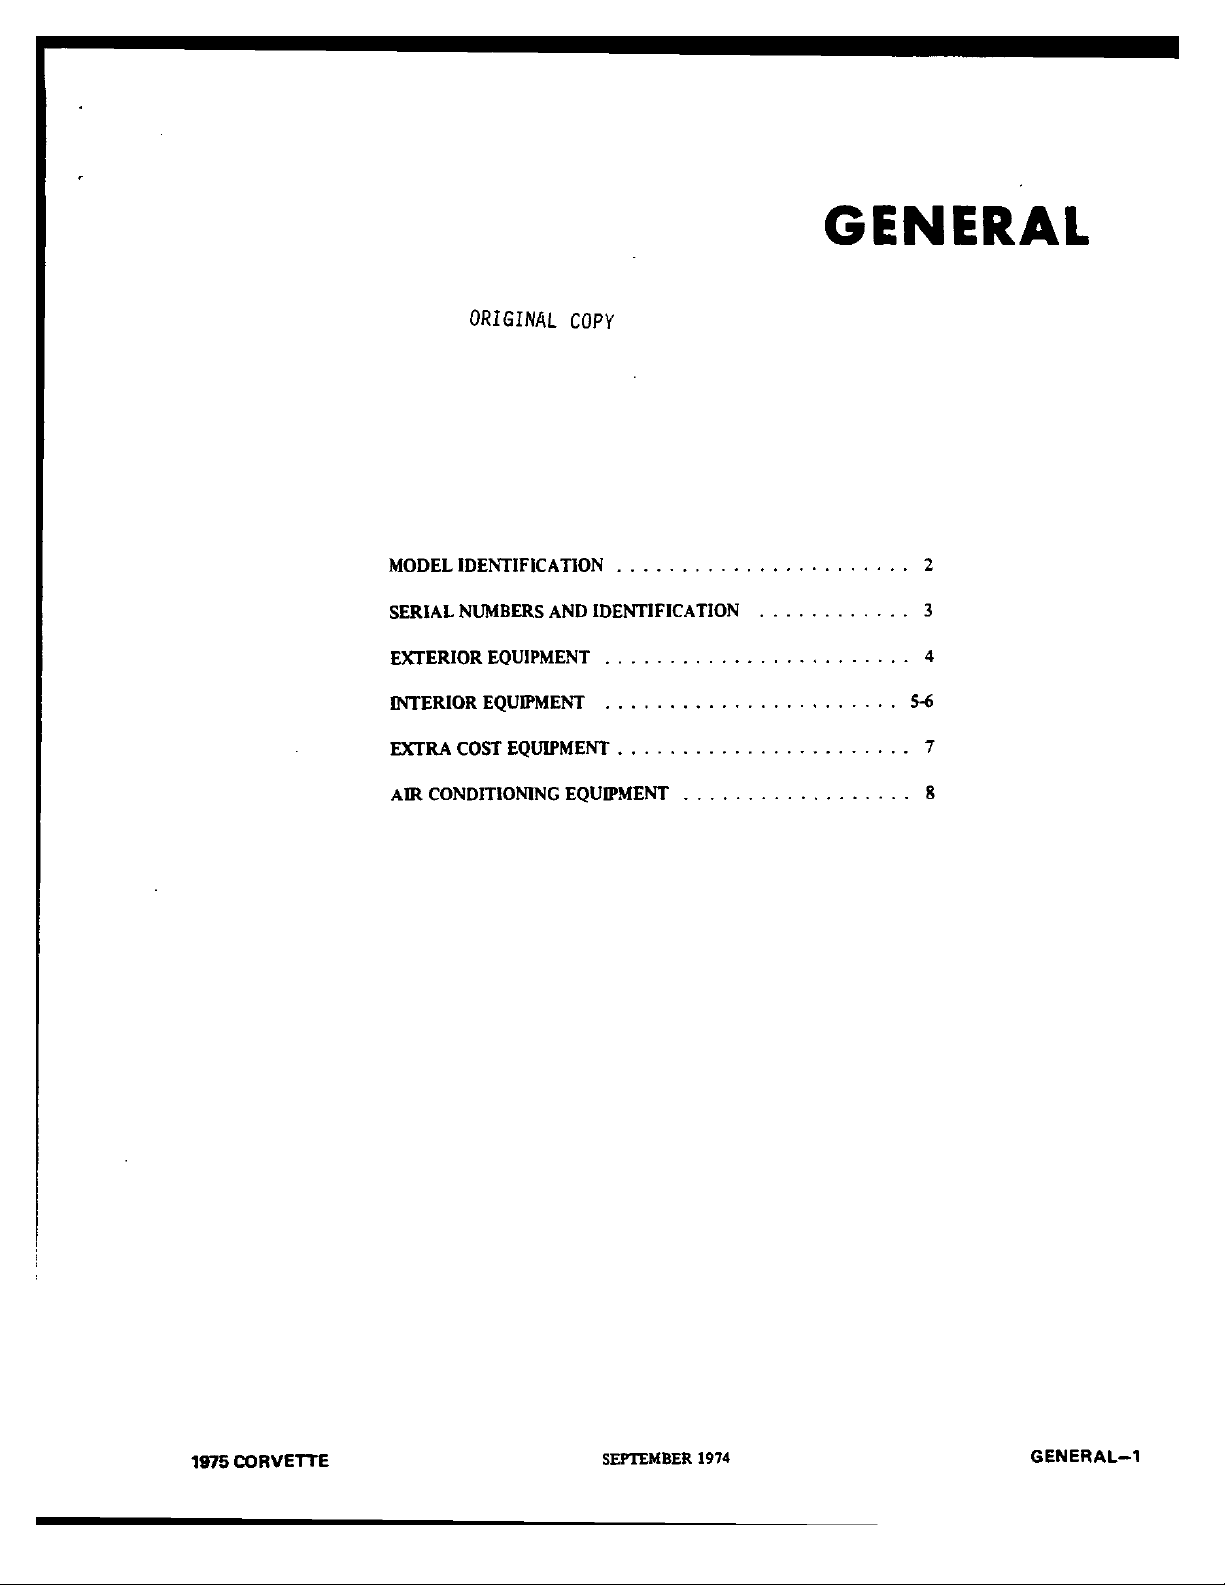 GENERAL
ORIGINAL COPY
MODEL IDENTIFICATION . . . . . . . . . . . . . . . . . . . . . . . 2
SERIAL NUMBERS AND IDENTIFICATION . . . . . . . . . . . . 3
EXTERIOR EQUIPMENT . . . . . . . . . . . . . . . . . . . . . . . . 4
INTERIOR EQUIPMENT . . . . . . . . . . . . . . . . . . . . . . . 5-6
EXTRA COST EQUIPMENT . . . . . . . . . . . . . . . . . . . . . . . 7
AIR CONDITIONING EQUIPMENT . . . . . . . . . . . . . . . . . . 8
1975 CORVETTE SEPTEMBER 1974 GENERAL–1